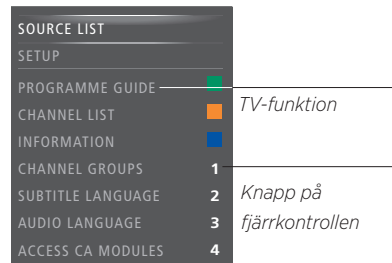 SOURCE LIST
SETUP
PROGRAMME GUIDE
CHANNEL LIST
INFORMATION
CHANNEL GROUPS 1
SUBTITLE LANGUAGE 2
AUDIO LANGUAGE 3
ACCESS CA MODULES 4
TV-funktion
Knapp på
fjärrkontrollen